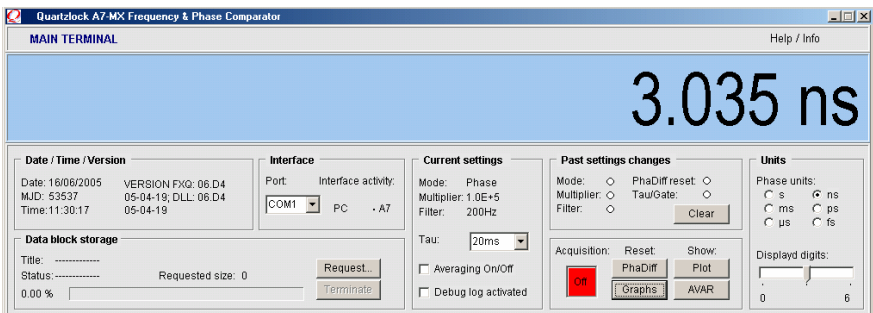 Quartzlock A7-MX Frequency & Phase Comparator
MAIN TERMINAL
Help / Info
3.035 ns
Date / Time / Version
Date: 16/06/2005
MJD: 53537
Time: 11:30:17
VERSION FXQ: 06.D4
05-04-19; DLL: 06.D4
05-04-19
Interface
Port:
Interface activity:
COM1
PC
- A7
Current settings
Mode: Phase
Multiplier: 1.0E+5
Filter: 200Hz
Tau:
20ms
Averaging On/Off
Debug log activated
Past settings changes
Mode:
PhaDiff reset:
Multiplier:
Tau/Gate:
Filter:
Clear
Units
Phase units:
s
ns
ms
ps
µs
fs
Displayd digits:
0
6
Data block storage
Title: -------------
Status: -------------
Requested size: 0
0.00 %
Request...
Terminate
Acquisition:
Reset:
Show:
Off
PhaDiff
Plot
Graphs
AVAR